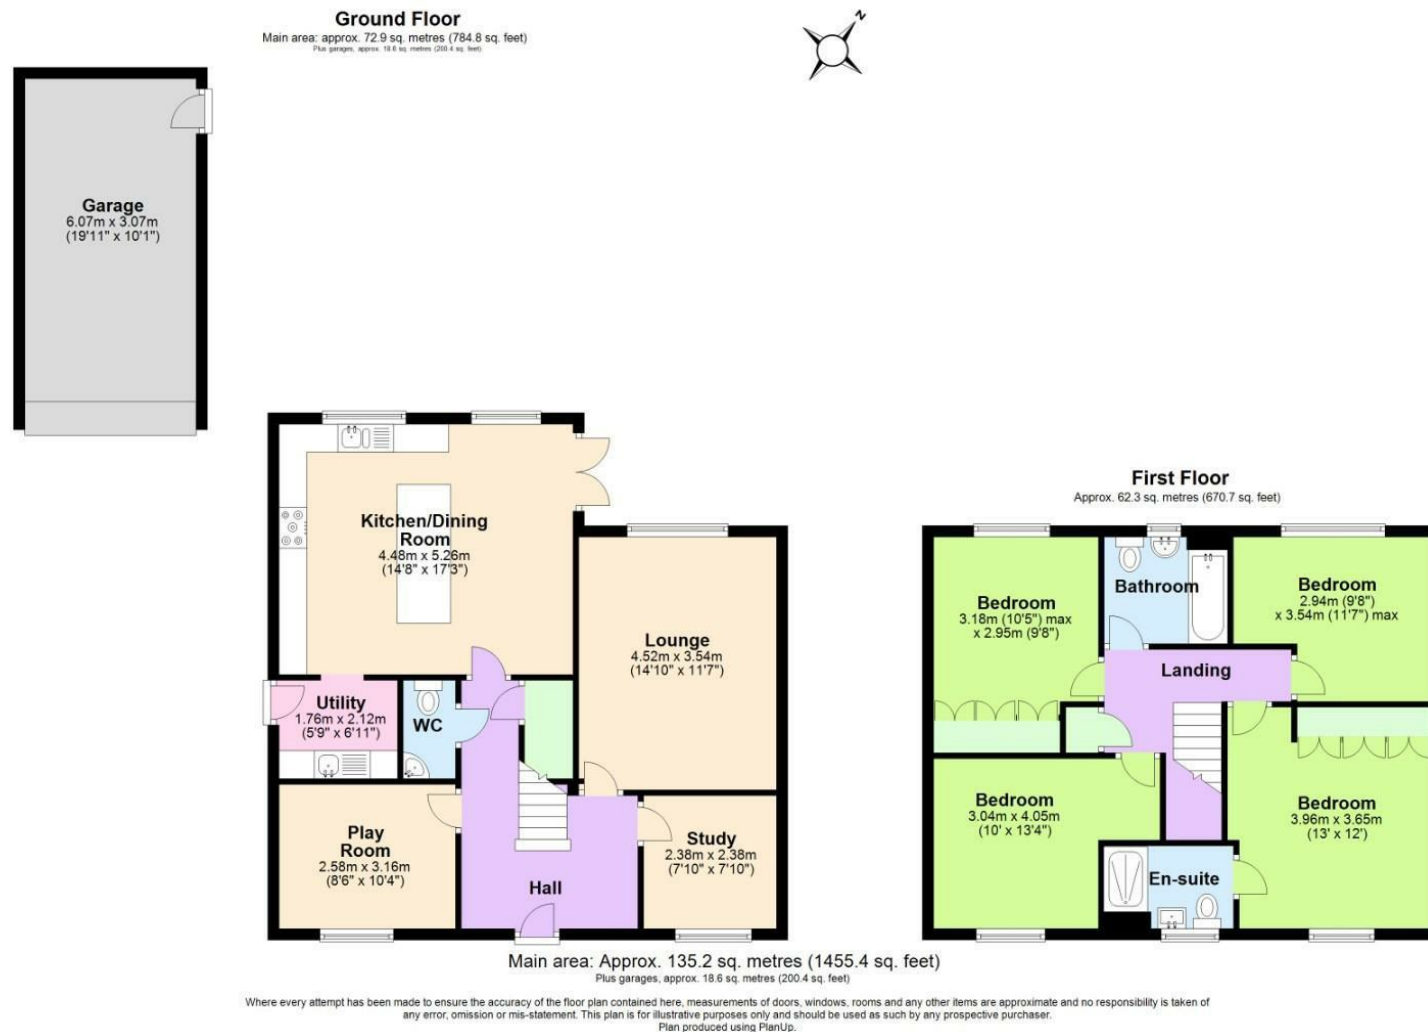 Ground Floor
Main area: approx. 72.9 sq. metres (784.8 sq. feet)
Plus garages, approx. 18.6 sq. metres (200.4 sq. feet)
N
Garage
6.07m x 3.07m
(19'11" x 10'1")
Kitchen/Dining
Room
4.48m x 5.26m
(14'8" x 17'3")
Lounge
4.52m x 3.54m
(14'10" x 11'7")
Utility
1.76m x 2.12m
(5'9" x 6'11")
WC
Play
Room
2.58m x 3.16m
(8'6" x 10'4")
Hall
Study
2.38m x 2.38m
(7'10" x 7'10")
First Floor
Approx. 62.3 sq. metres (670.7 sq. feet)
Bedroom
3.18m (10'5") max
x 2.95m (9'8")
Bathroom
Bedroom
2.94m (9'8")
x 3.54m (11'7") max
Landing
Bedroom
3.04m x 4.05m
(10' x 13'4")
Bedroom
3.96m x 3.65m
(13' x 12')
En-suite
Main area: Approx. 135.2 sq. metres (1455.4 sq. feet)
Plus garages, approx. 18.6 sq. metres (200.4 sq. feet)
Where every attempt has been made to ensure the accuracy of the floor plan contained here, measurements of doors, windows, rooms and any other items are approximate and no responsibility is taken of
any error, omission or mis-statement. This plan is for illustrative purposes only and should be used as such by any prospective purchaser.
Plan produced using PlanUp.